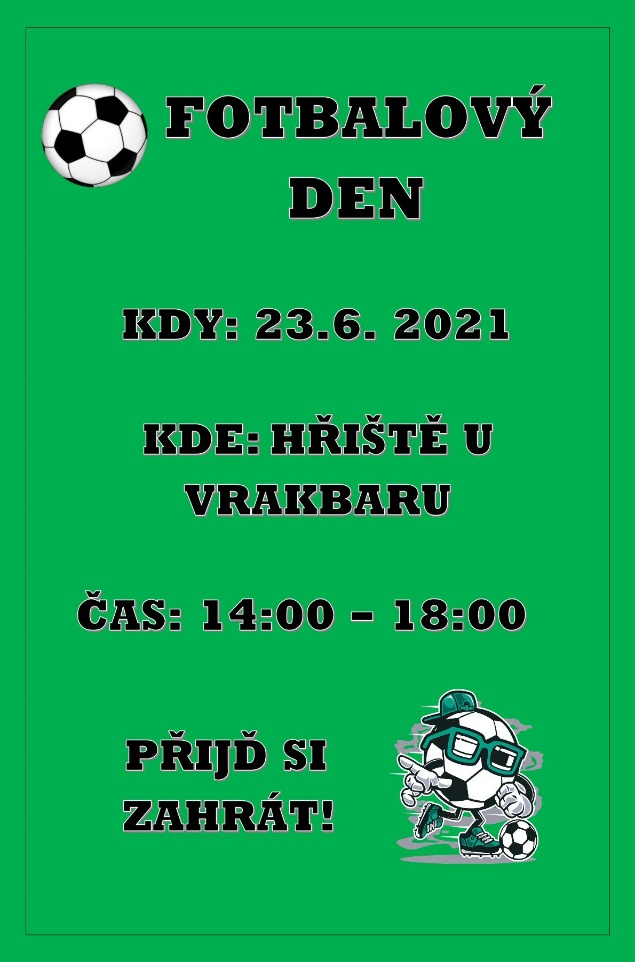 FOTBALOVÝ
DEN
KDY: 23.6. 2021
KDE: HŘIŠTĚ U
VRAKBARU
ČAS: 14:00 – 18:00
PŘIJĎ SI
ZAHRÁT!